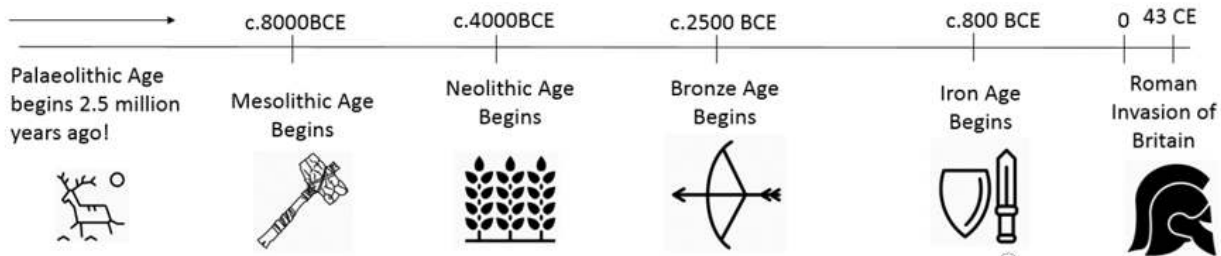 c.8000BCE
c.4000BCE
c.2500 BCE
c.800 BCE
0
43 CE
Palaeolithic Age
begins 2.5 million
years ago!
Mesolithic Age
Begins
Neolithic Age
Begins
Bronze Age
Begins
Iron Age
Begins
Roman
Invasion of
Britain